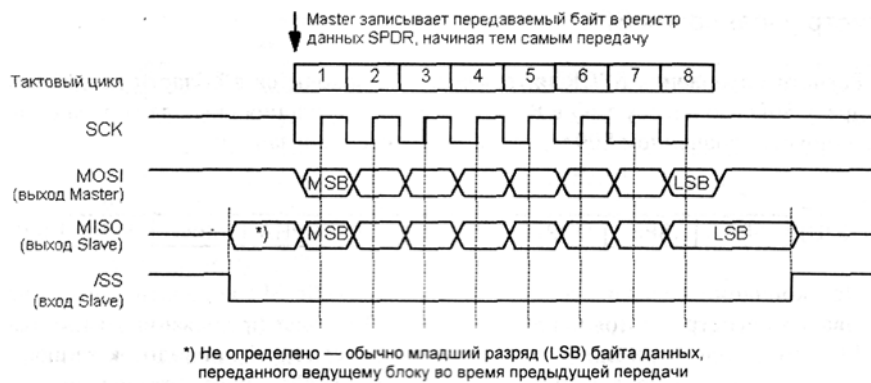 Master записывает передаваемый байт в регистр
данных SPDR, начиная тем самым передачу
Тактовый цикл 1 2 3 4 5 6 7 8
SCK
MOSI MSB LSB
(выход Master)
MISO *) MSB LSB
(выход Slave)
/SS
(вход Slave)
*) Не определено — обычно младший разряд (LSB) байта данных,
переданного ведущему блоку во время предыдущей передачи